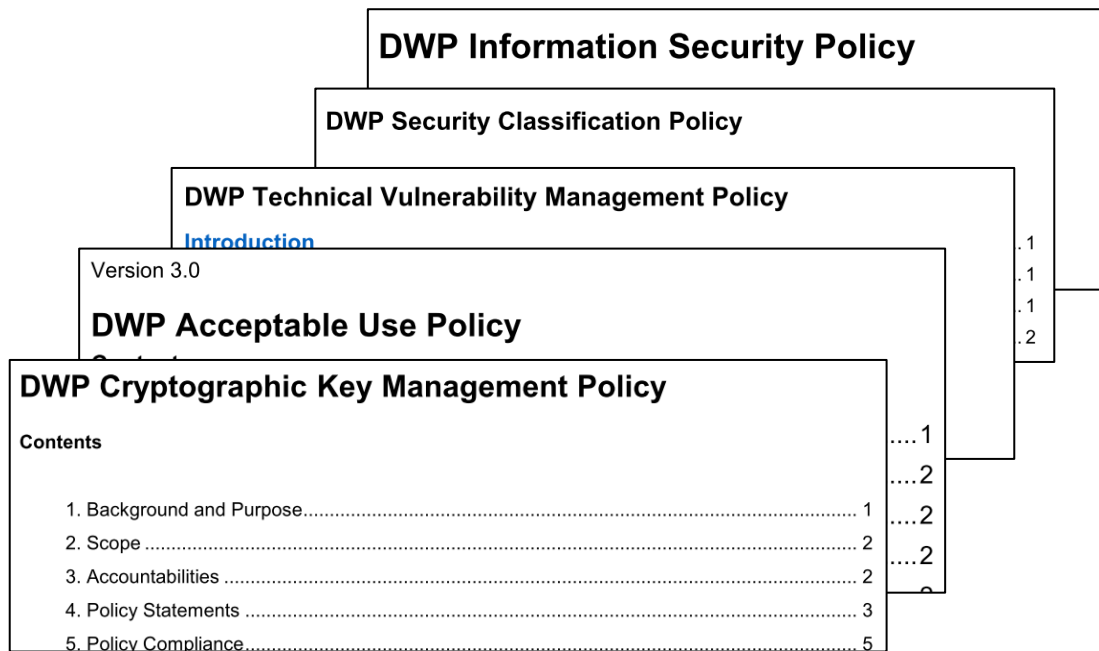 DWP Information Security Policy
DWP Security Classification Policy
DWP Technical Vulnerability Management Policy
Introduction
.. 1
.. 1
.. 1
.. 2
Version 3.0
DWP Acceptable Use Policy
....1
....2
....2
....2
DWP Cryptographic Key Management Policy
Contents
1. Background and Purpose.................... 1
2. Scope .................... 2
3. Accountabilities .................... 2
4. Policy Statements .................... 3
5. Policy Compliance.................... 5